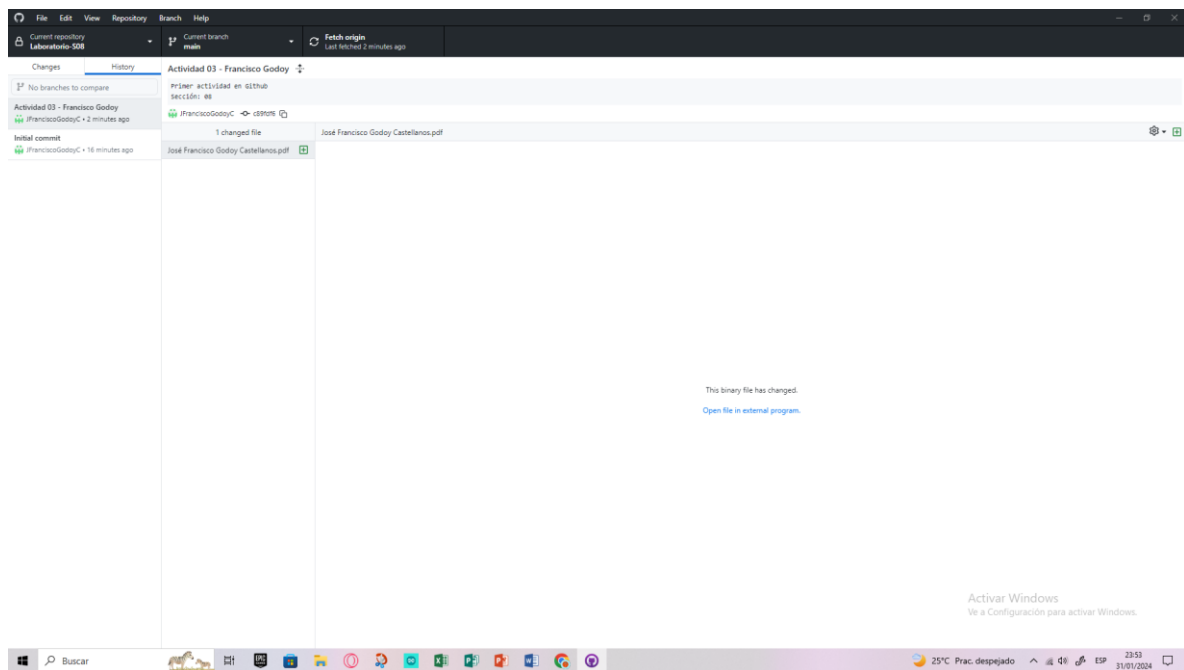 File Edit View Repository Branch Help
Current repository
Laboratorio-S08
Current branch
main
Fetch origin
Last fetched 2 minutes ago
Changes History
No branches to compare
Actividad 03 - Francisco Godoy
JFranciscoGodoyC • 2 minutes ago
Initial commit
JFranciscoGodoyC • 16 minutes ago
Actividad 03 - Francisco Godoy
Primer actividad en Github
Sección: 08
JFranciscoGodoyC
1 changed file
José Francisco Godoy Castellanos.pdf
José Francisco Godoy Castellanos.pdf
This binary file has changed.
Open file in external program.
Activar Windows
Ve a Configuración para activar Windows.
Buscar
25°C Prac. despejado
ESP
23:53
31/01/2024